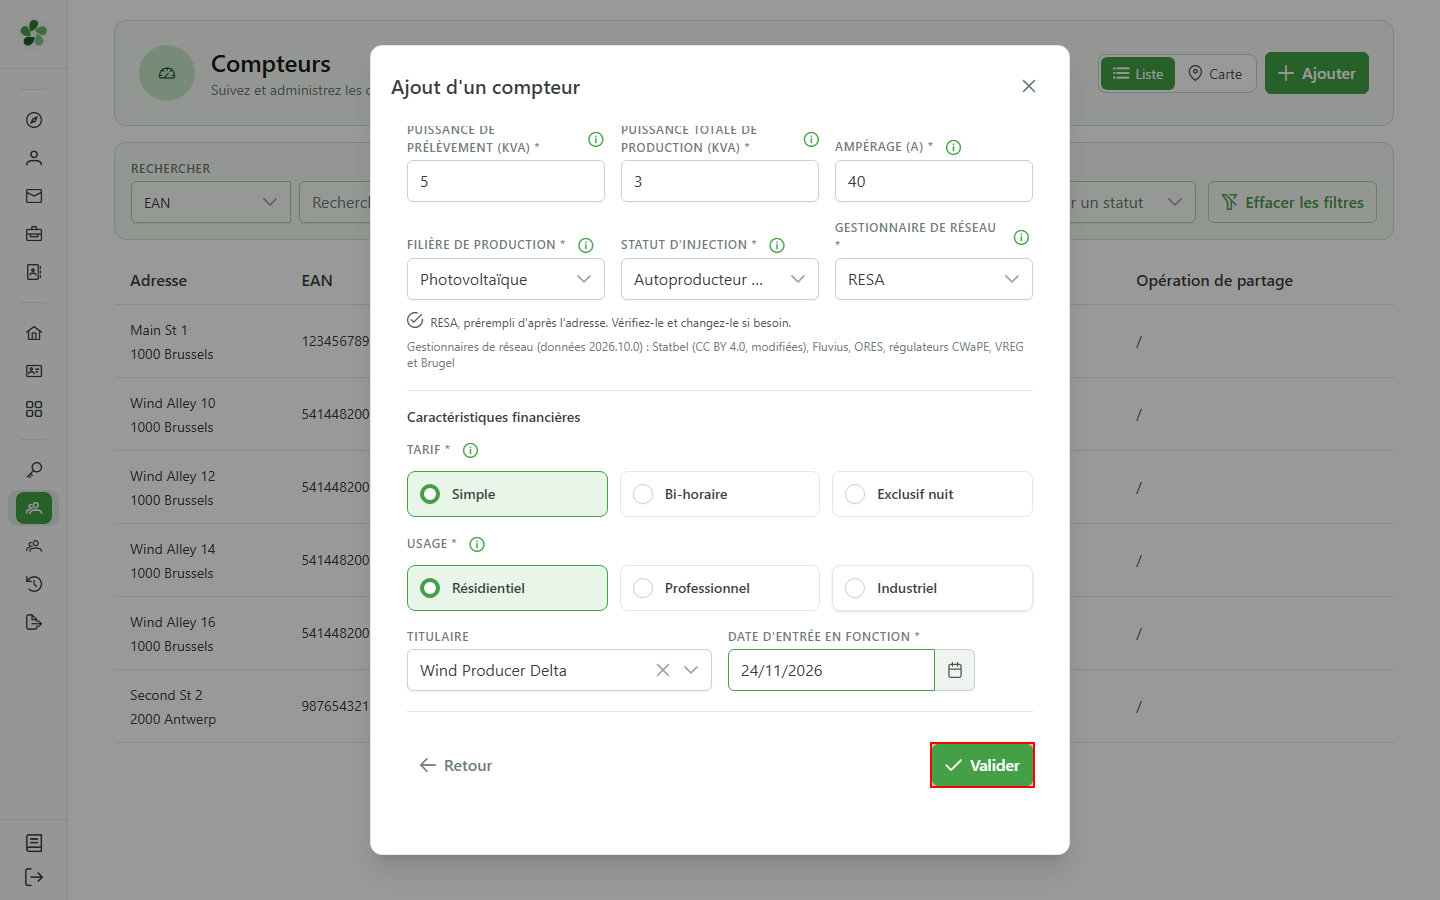 Compteurs
Suivez et administrez les c
Liste
Carte
Ajouter
RECHERCHER
EAN
Recherch
r un statut
Effacer les filtres
Adresse
EAN
Opération de partage
Main St 1
1000 Brussels
123456789
/
Wind Alley 10
1000 Brussels
541448200
/
Wind Alley 12
1000 Brussels
541448200
/
Wind Alley 14
1000 Brussels
541448200
/
Wind Alley 16
1000 Brussels
541448200
/
Second St 2
2000 Antwerp
987654321
/
Ajout d'un compteur
PUISSANCE DE
PRÉLÈVEMENT (KVA) *
PUISSANCE TOTALE DE
PRODUCTION (KVA) *
AMPÉRAGE (A) *
5
3
40
FILIÈRE DE PRODUCTION *
STATUT D'INJECTION *
GESTIONNAIRE DE RÉSEAU
*
Photovoltaïque
Autoproducteur ...
RESA
RESA, prérempli d'après l'adresse. Vérifiez-le et changez-le si besoin.
Gestionnaires de réseau (données 2026.10.0) : Statbel (CC BY 4.0, modifiées), Fluvius, ORES, régulateurs CWaPE, VREG
et Brugel
Caractéristiques financières
TARIF *
Simple
Bi-horaire
Exclusif nuit
USAGE *
Résidentiel
Professionnel
Industriel
TITULAIRE
DATE D'ENTRÉE EN FONCTION *
Wind Producer Delta
24/11/2026
Retour
Valider